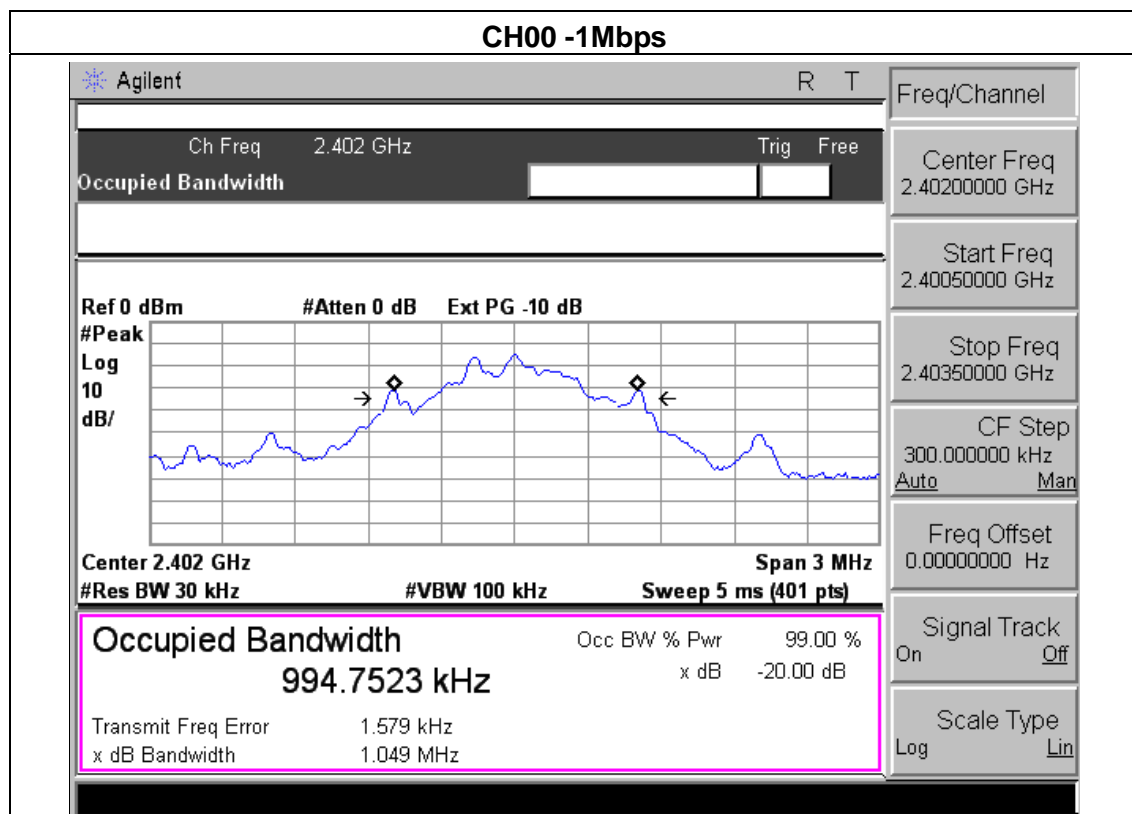 CH00 -1Mbps
Agilent R T
Ch Freq 2.402 GHz Trig Free
Occupied Bandwidth
Ref 0 dBm #Atten 0 dB Ext PG -10 dB
#Peak
Log
10
dB/
Center 2.402 GHz Span 3 MHz
#Res BW 30 kHz #VBW 100 kHz Sweep 5 ms (401 pts)
Occupied Bandwidth Occ BW % Pwr 99.00 %
994.7523 kHz x dB -20.00 dB
Transmit Freq Error 1.579 kHz
x dB Bandwidth 1.049 MHz
Freq/Channel
Center Freq
2.40200000 GHz
Start Freq
2.40050000 GHz
Stop Freq
2.40350000 GHz
CF Step
300.000000 kHz
Auto Man
Freq Offset
0.00000000 Hz
Signal Track
On Off
Scale Type
Log Lin